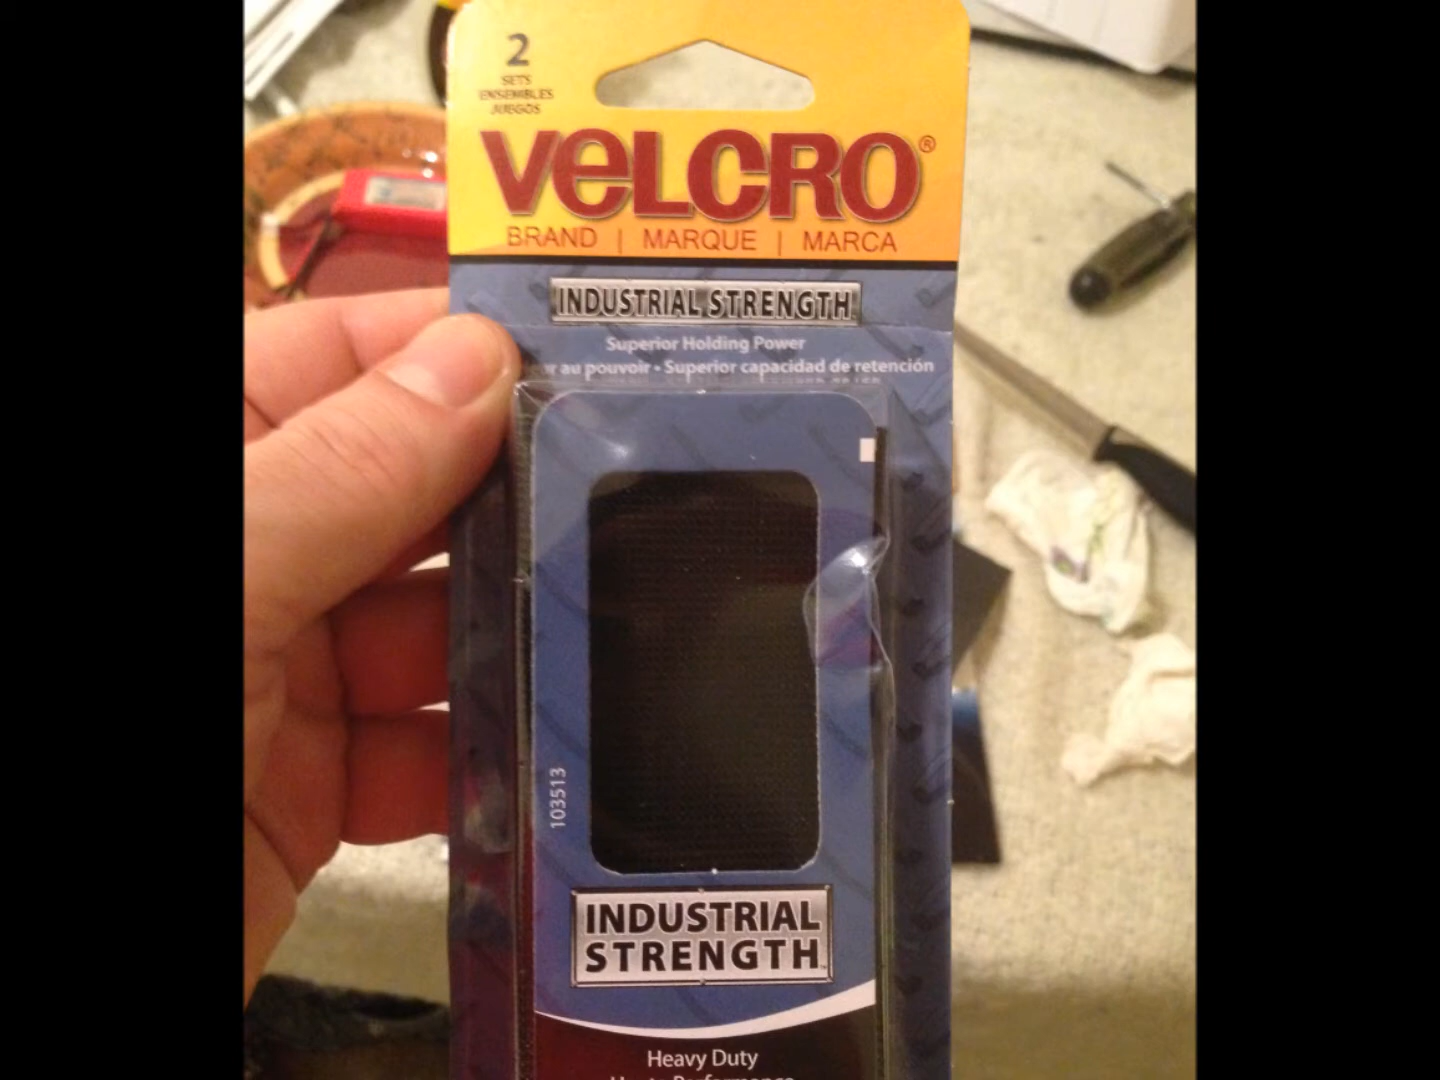 2
SETS
ENSEMBLES
JUEGOS
VELCRO®
BRAND | MARQUE | MARCA
INDUSTRIAL STRENGTH
Superior Holding Power
au pouvoir • Superior capacidad de retención
103513
INDUSTRIAL
STRENGTH™
Heavy Duty